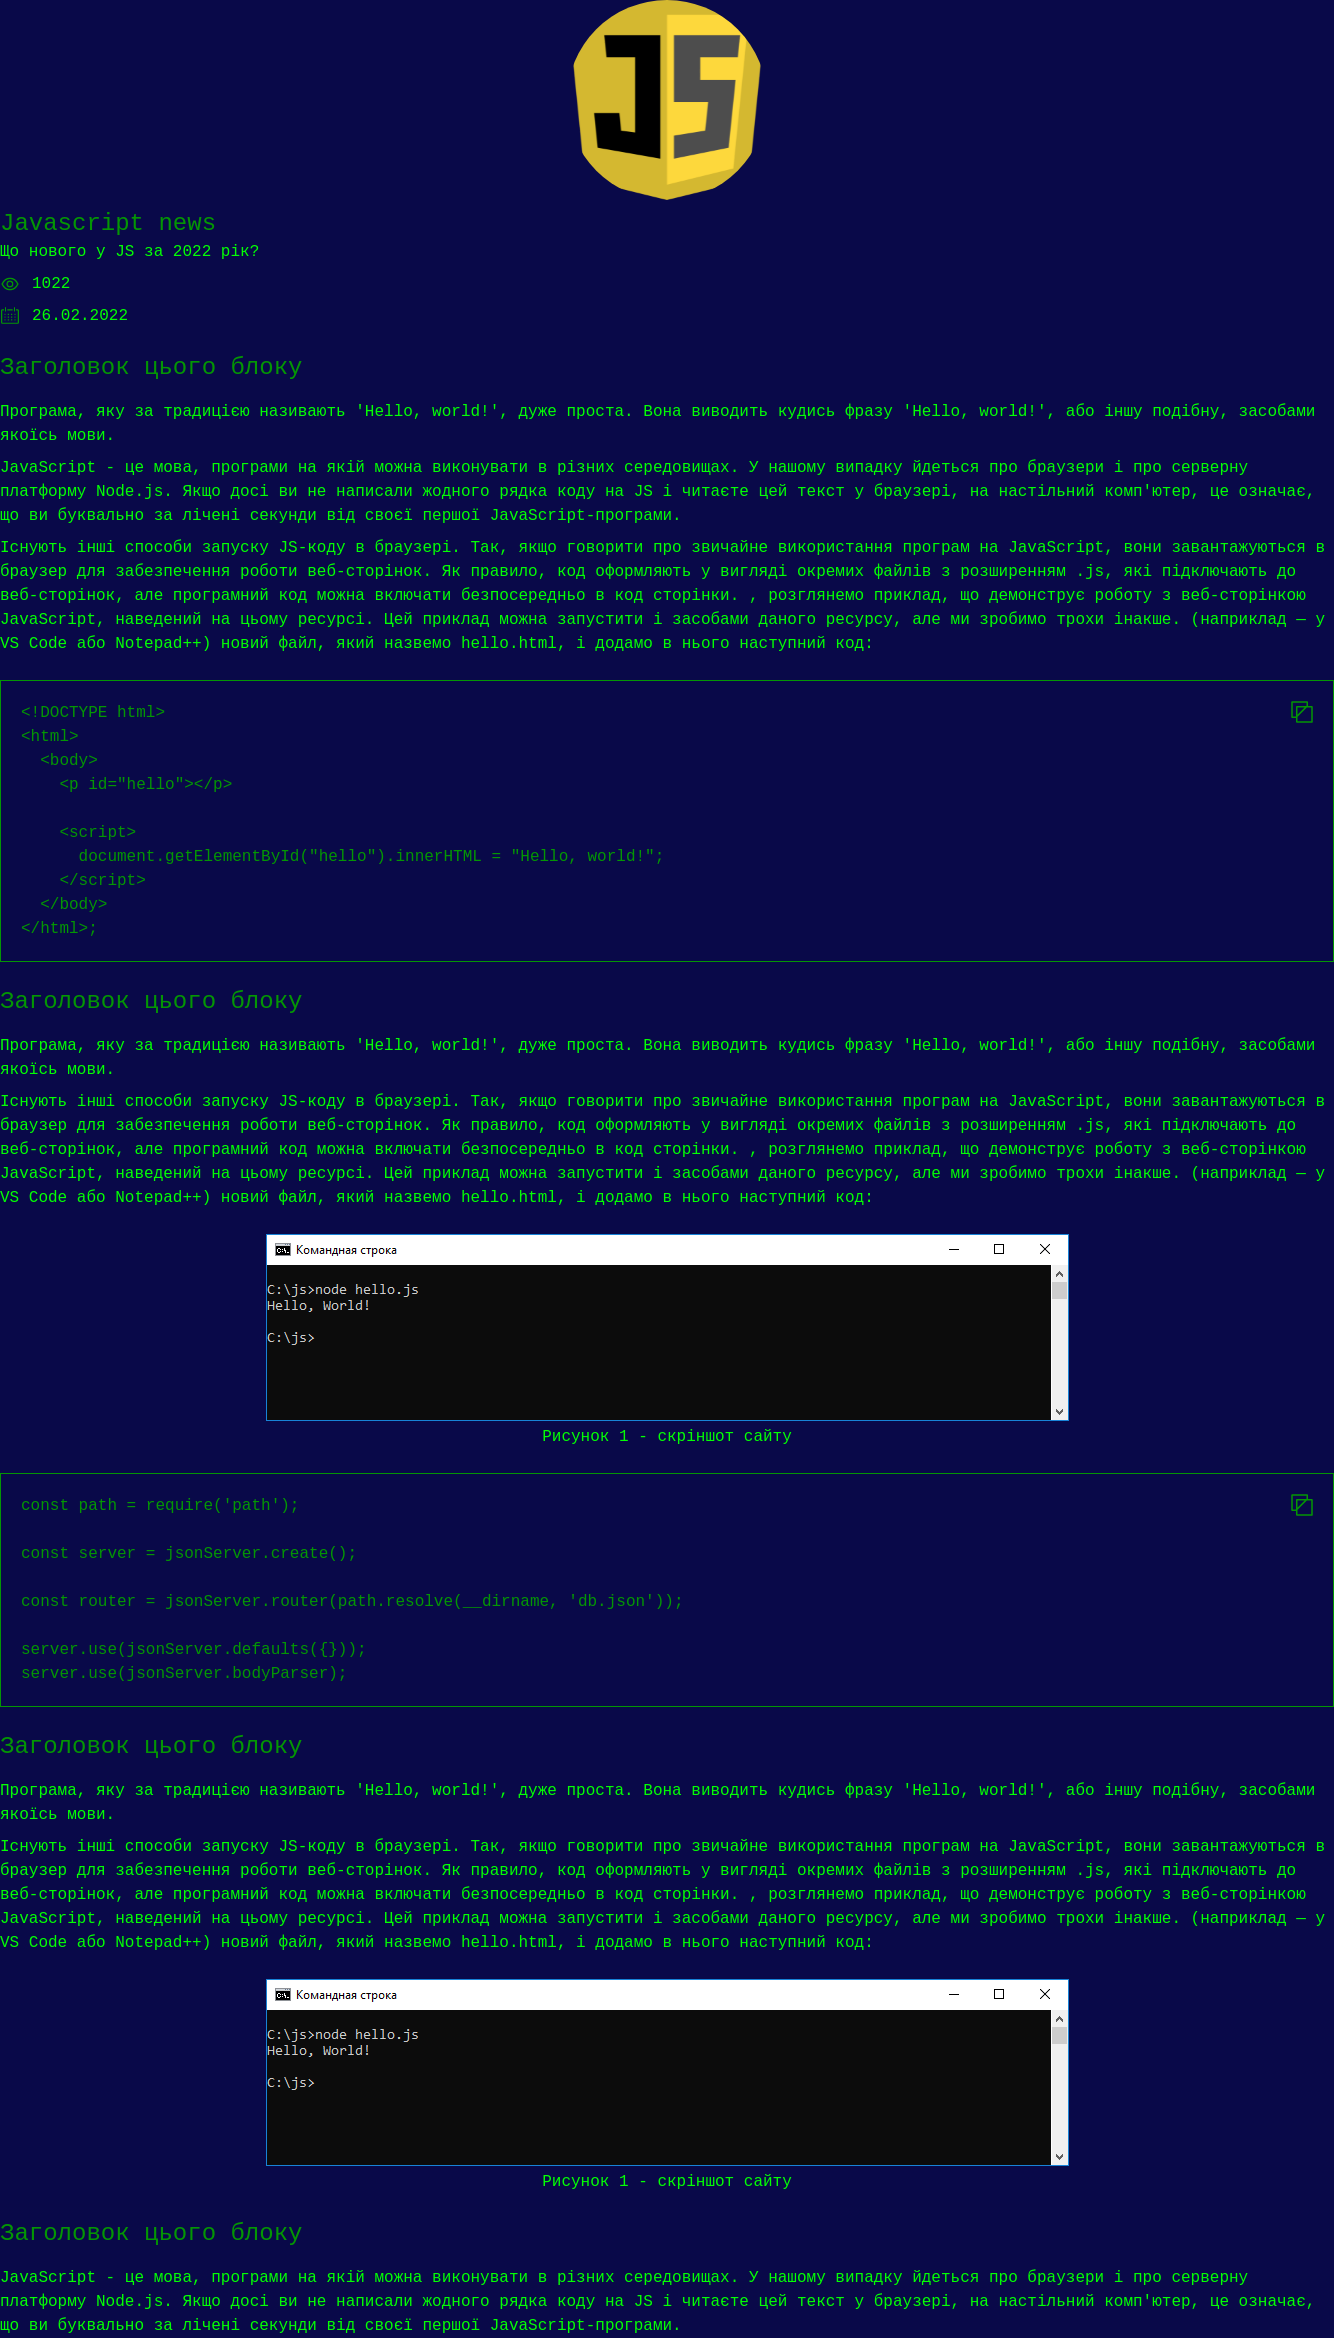 JS
Javascript news
Що нового у JS за 2022 рік?
1022
26.02.2022
Заголовок цього блоку
Програма, яку за традицією називають 'Hello, world!', дуже проста. Вона виводить кудись фразу 'Hello, world!', або іншу подібну, засобами
якоїсь мови.
JavaScript - це мова, програми на якій можна виконувати в різних середовищах. У нашому випадку йдеться про браузери і про серверну
платформу Node.js. Якщо досі ви не написали жодного рядка коду на JS і читаєте цей текст у браузері, на настільний комп'ютер, це означає,
що ви буквально за лічені секунди від своєї першої JavaScript-програми.
Існують інші способи запуску JS-коду в браузері. Так, якщо говорити про звичайне використання програм на JavaScript, вони завантажуються в
браузер для забезпечення роботи веб-сторінок. Як правило, код оформляють у вигляді окремих файлів з розширенням .js, які підключають до
веб-сторінок, але програмний код можна включати безпосередньо в код сторінки. , розглянемо приклад, що демонструє роботу з веб-сторінкою
JavaScript, наведений на цьому ресурсі. Цей приклад можна запустити і засобами даного ресурсу, але ми зробимо трохи інакше. (наприклад — у
VS Code або Notepad++) новий файл, який назвемо hello.html, і додамо в нього наступний код:
<!DOCTYPE html>
<html>
  <body>
    <p id="hello"></p>
    <script>
      document.getElementById("hello").innerHTML = "Hello, world!";
    </script>
  </body>
</html>;
Заголовок цього блоку
Програма, яку за традицією називають 'Hello, world!', дуже проста. Вона виводить кудись фразу 'Hello, world!', або іншу подібну, засобами
якоїсь мови.
Існують інші способи запуску JS-коду в браузері. Так, якщо говорити про звичайне використання програм на JavaScript, вони завантажуються в
браузер для забезпечення роботи веб-сторінок. Як правило, код оформляють у вигляді окремих файлів з розширенням .js, які підключають до
веб-сторінок, але програмний код можна включати безпосередньо в код сторінки. , розглянемо приклад, що демонструє роботу з веб-сторінкою
JavaScript, наведений на цьому ресурсі. Цей приклад можна запустити і засобами даного ресурсу, але ми зробимо трохи інакше. (наприклад — у
VS Code або Notepad++) новий файл, який назвемо hello.html, і додамо в нього наступний код:
Командная строка
C:\js>node hello.js
Hello, World!
C:\js>
Рисунок 1 - скріншот сайту
const path = require('path');
const server = jsonServer.create();
const router = jsonServer.router(path.resolve(__dirname, 'db.json'));
server.use(jsonServer.defaults({}));
server.use(jsonServer.bodyParser);
Заголовок цього блоку
Програма, яку за традицією називають 'Hello, world!', дуже проста. Вона виводить кудись фразу 'Hello, world!', або іншу подібну, засобами
якоїсь мови.
Існують інші способи запуску JS-коду в браузері. Так, якщо говорити про звичайне використання програм на JavaScript, вони завантажуються в
браузер для забезпечення роботи веб-сторінок. Як правило, код оформляють у вигляді окремих файлів з розширенням .js, які підключають до
веб-сторінок, але програмний код можна включати безпосередньо в код сторінки. , розглянемо приклад, що демонструє роботу з веб-сторінкою
JavaScript, наведений на цьому ресурсі. Цей приклад можна запустити і засобами даного ресурсу, але ми зробимо трохи інакше. (наприклад — у
VS Code або Notepad++) новий файл, який назвемо hello.html, і додамо в нього наступний код:
Командная строка
C:\js>node hello.js
Hello, World!
C:\js>
Рисунок 1 - скріншот сайту
Заголовок цього блоку
JavaScript - це мова, програми на якій можна виконувати в різних середовищах. У нашому випадку йдеться про браузери і про серверну
платформу Node.js. Якщо досі ви не написали жодного рядка коду на JS і читаєте цей текст у браузері, на настільний комп'ютер, це означає,
що ви буквально за лічені секунди від своєї першої JavaScript-програми.